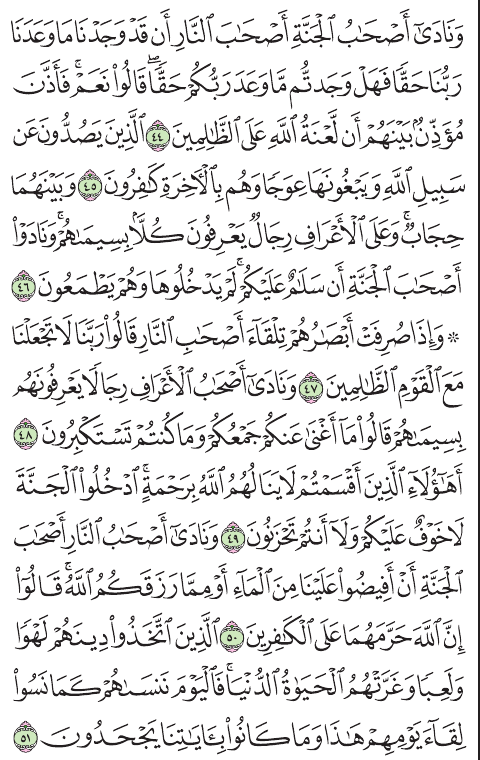 وَنَادَىٰٓ أَصْحَٰبُ ٱلْجَنَّةِ أَصْحَٰبَ ٱلنَّارِ أَن قَدْ وَجَدْنَا مَا وَعَدَنَا
رَبُّنَا حَقًّا فَهَلْ وَجَدتُّم مَّا وَعَدَ رَبُّكُمْ حَقًّا ۖ قَالُوا۟ نَعَمْ ۚ فَأَذَّنَ
مُؤَذِّنٌۢ بَيْنَهُمْ أَن لَّعْنَةُ ٱللَّهِ عَلَى ٱلظَّٰلِمِينَ ٤٤ ٱلَّذِينَ يَصُدُّونَ عَن
سَبِيلِ ٱللَّهِ وَيَبْغُونَهَا عِوَجًا وَهُم بِٱلْءَاخِرَةِ كَٰفِرُونَ ٤٥ وَبَيْنَهُمَا
حِجَابٌ ۚ وَعَلَى ٱلْأَعْرَافِ رِجَالٌ يَعْرِفُونَ كُلًّۢا بِسِيمَىٰهُمْ ۚ وَنَادَوْا۟
أَصْحَٰبَ ٱلْجَنَّةِ أَن سَلَٰمٌ عَلَيْكُمْ ۚ لَمْ يَدْخُلُوهَا وَهُمْ يَطْمَعُونَ ٤٦
۞ وَإِذَا صُرِفَتْ أَبْصَٰرُهُمْ تِلْقَآءَ أَصْحَٰبِ ٱلنَّارِ قَالُوا۟ رَبَّنَا لَا تَجْعَلْنَا
مَعَ ٱلْقَوْمِ ٱلظَّٰلِمِينَ ٤٧ وَنَادَىٰٓ أَصْحَٰبُ ٱلْأَعْرَافِ رِجَالًا يَعْرِفُونَهُم
بِسِيمَىٰهُمْ قَالُوا۟ مَآ أَغْنَىٰ عَنكُمْ جَمْعُكُمْ وَمَا كُنتُمْ تَسْتَكْبِرُونَ ٤٨
أَهَٰٓؤُلَآءِ ٱلَّذِينَ أَقْسَمْتُمْ لَا يَنَالُهُمُ ٱللَّهُ بِرَحْمَةٍ ۚ ٱدْخُلُوا۟ ٱلْجَنَّةَ
لَا خَوْفٌ عَلَيْكُمْ وَلَآ أَنتُمْ تَحْزَنُونَ ٤٩ وَنَادَىٰٓ أَصْحَٰبُ ٱلنَّارِ أَصْحَٰبَ
ٱلْجَنَّةِ أَنْ أَفِيضُوا۟ عَلَيْنَا مِنَ ٱلْمَآءِ أَوْ مِمَّا رَزَقَكُمُ ٱللَّهُ ۚ قَالُوٓا۟
إِنَّ ٱللَّهَ حَرَّمَهُمَا عَلَى ٱلْكَٰفِرِينَ ٥٠ ٱلَّذِينَ ٱتَّخَذُوا۟ دِينَهُمْ لَهْوًا
وَلَعِبًا وَغَرَّتْهُمُ ٱلْحَيَوٰةُ ٱلدُّنْيَا ۚ فَٱلْيَوْمَ نَنسَىٰهُمْ كَمَا نَسُوا۟
لِقَآءَ يَوْمِهِمْ هَٰذَا وَمَا كَانُوا۟ بِـَٔايَٰتِنَا يَجْحَدُونَ ٥١